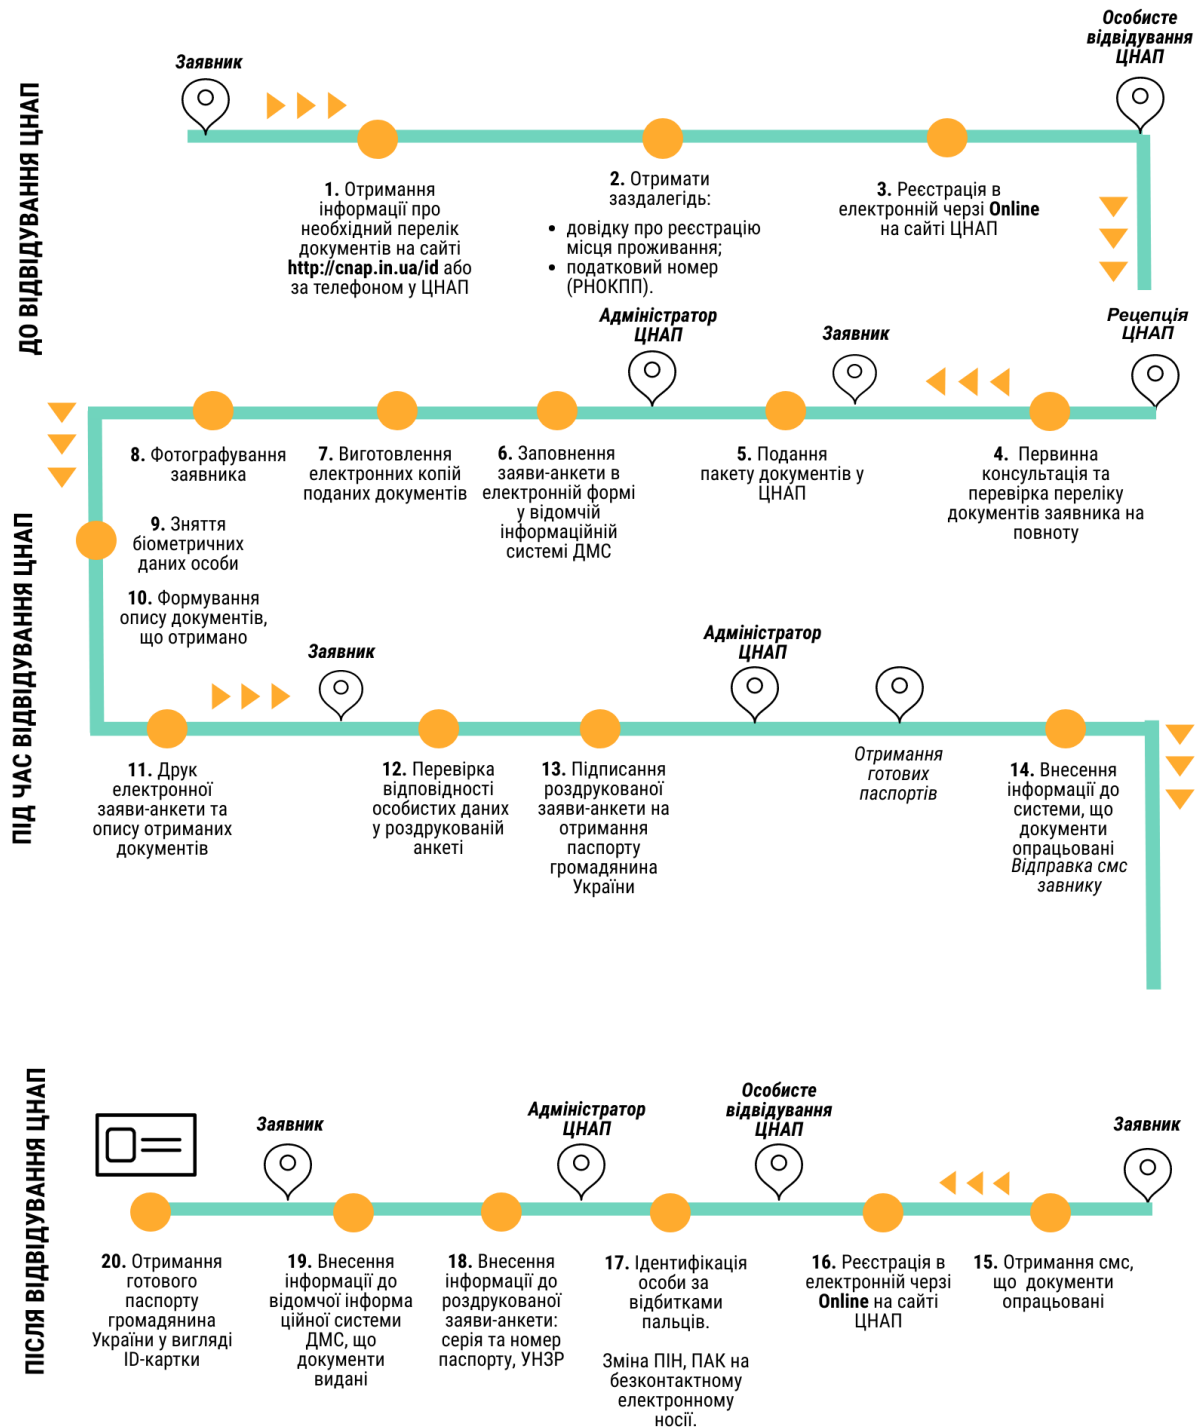 ДО ВІДВІДУВАННЯ ЦНАП
Заявник
Особисте
відвідування
ЦНАП
1. Отримання
інформації про
необхідний перелік
документів на сайті
http://cnap.in.ua/id або
за телефоном у ЦНАП
2. Отримати
заздалегідь:
• довідку про реєстрацію
місця проживання;
• податковий номер
(РНОКПП).
3. Реєстрація в
електронній черзі Online
на сайті ЦНАП
ПІД ЧАС ВІДВІДУВАННЯ ЦНАП
Рецепція
ЦНАП
Заявник
Адміністратор
ЦНАП
4. Первинна
консультація та
перевірка переліку
документів заявника на
повноту
5. Подання
пакету документів у
ЦНАП
6. Заповнення
заяви-анкети в
електронній формі
у відомчій
інформаційній
системі ДМС
7. Виготовлення
електронних копій
поданих документів
8. Фотографування
заявника
9. Зняття
біометричних
даних особи
10. Формування
опису документів,
що отримано
Заявник
Адміністратор
ЦНАП
11. Друк
електронної
заяви-анкети та
опису отриманих
документів
12. Перевірка
відповідності
особистих даних
у роздрукованій
анкеті
13. Підписання
роздрукованої
заяви-анкети на
отримання
паспорту
громадянина
України
Отримання
готових
паспортів
14. Внесення
інформації до
системи, що
документи
опрацьовані
Відправка смс
завнику
ПІСЛЯ ВІДВІДУВАННЯ ЦНАП
Заявник
Особисте
відвідування
ЦНАП
Адміністратор
ЦНАП
Заявник
15. Отримання смс,
що документи
опрацьовані
16. Реєстрація в
електронній черзі
Online на сайті
ЦНАП
17. Ідентифікація
особи за
відбитками
пальців.
Зміна ПІН, ПАК на
безконтактному
електронному
носії.
18. Внесення
інформації до
роздрукованої
заяви-анкети:
серія та номер
паспорту, УНЗР
19. Внесення
інформації до
відомчої информа
ційної системи
ДМС, що
документи
видані
20. Отримання
готового
паспорту
громадянина
України у вигляді
ID-картки